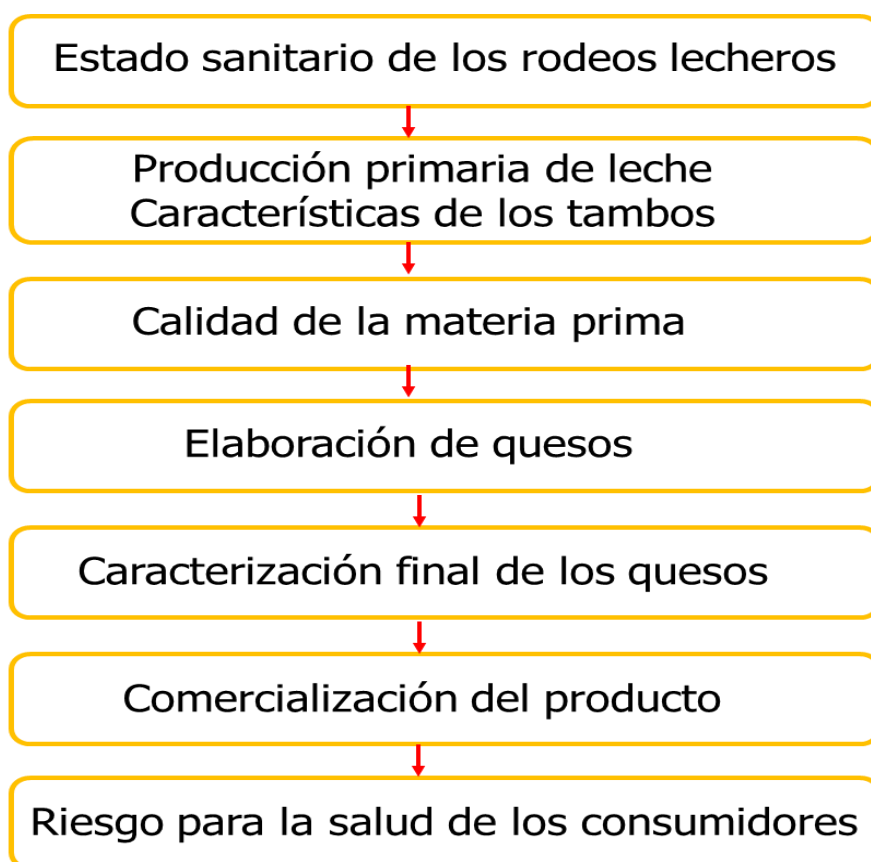 Estado sanitario de los rodeos lecheros
Producción primaria de leche
Características de los tambos
Calidad de la materia prima
Elaboración de quesos
Caracterización final de los quesos
Comercialización del producto
Riesgo para la salud de los consumidores